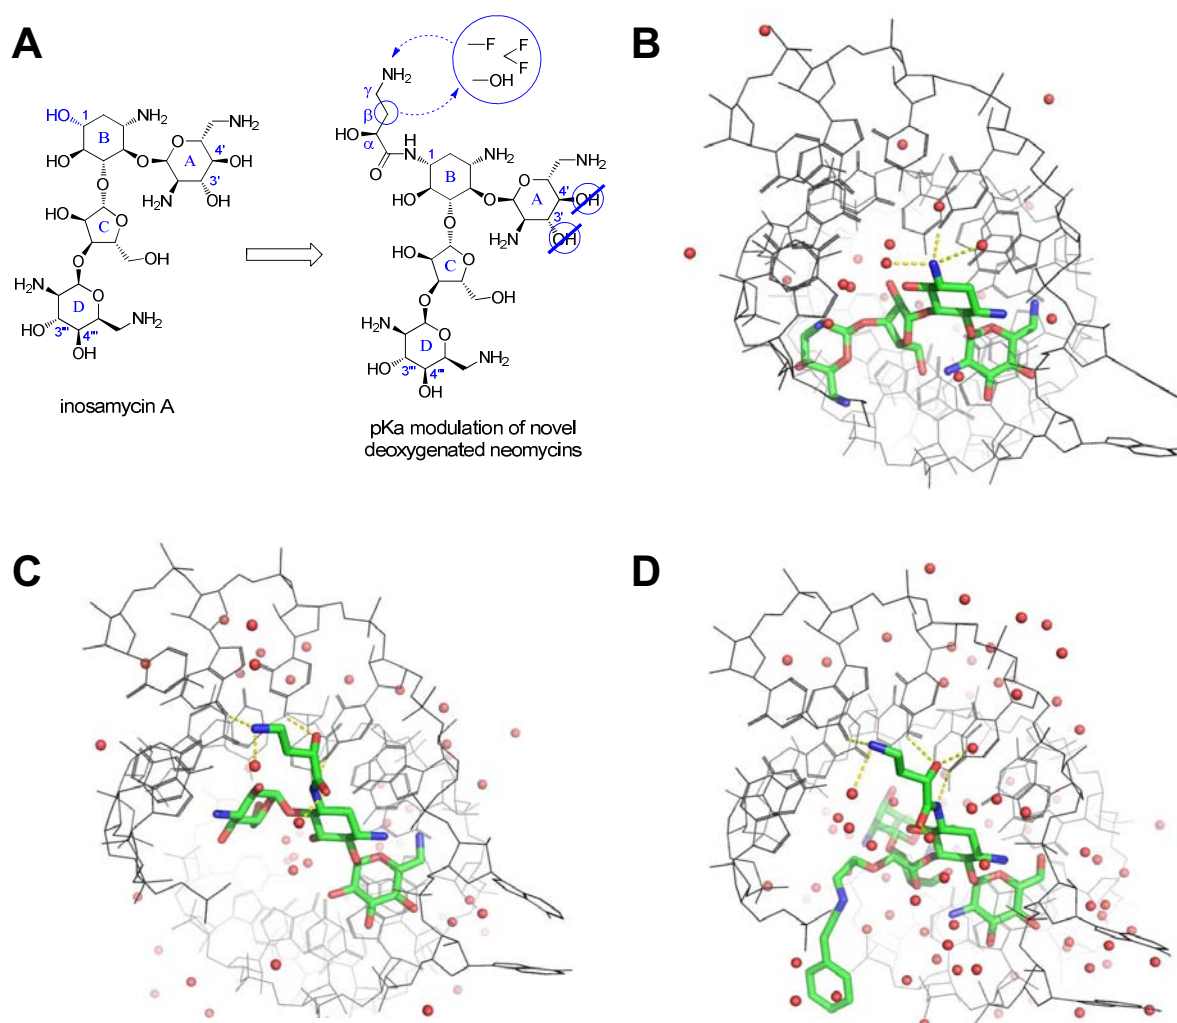 A
HO
1
B
NH₂
HO
O
O
A
NH₂
4'
OH
3'
H₂N
OH
O
HO
O
C
O
OH
H₂N
O
D
HO
3'''
4'''
NH₂
OH
inosamycin A
F
F
F
OH
NH₂
γ
β
HO
α
O
H
N
1
B
NH₂
HO
O
O
A
NH₂
4'
OH
3'
OH
H₂N
O
HO
O
C
O
OH
H₂N
O
D
HO
3'''
4'''
NH₂
OH
pKa modulation of novel
deoxygenated neomycins
B
C
D